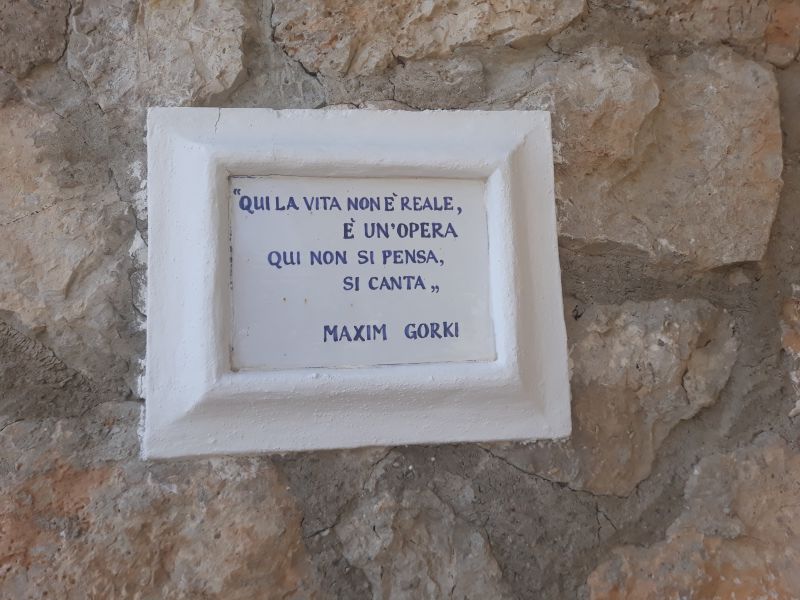 "QUI LA VITA NON È REALE,
È UN'OPERA
QUI NON SI PENSA,
SI CANTA„
MAXIM GORKI